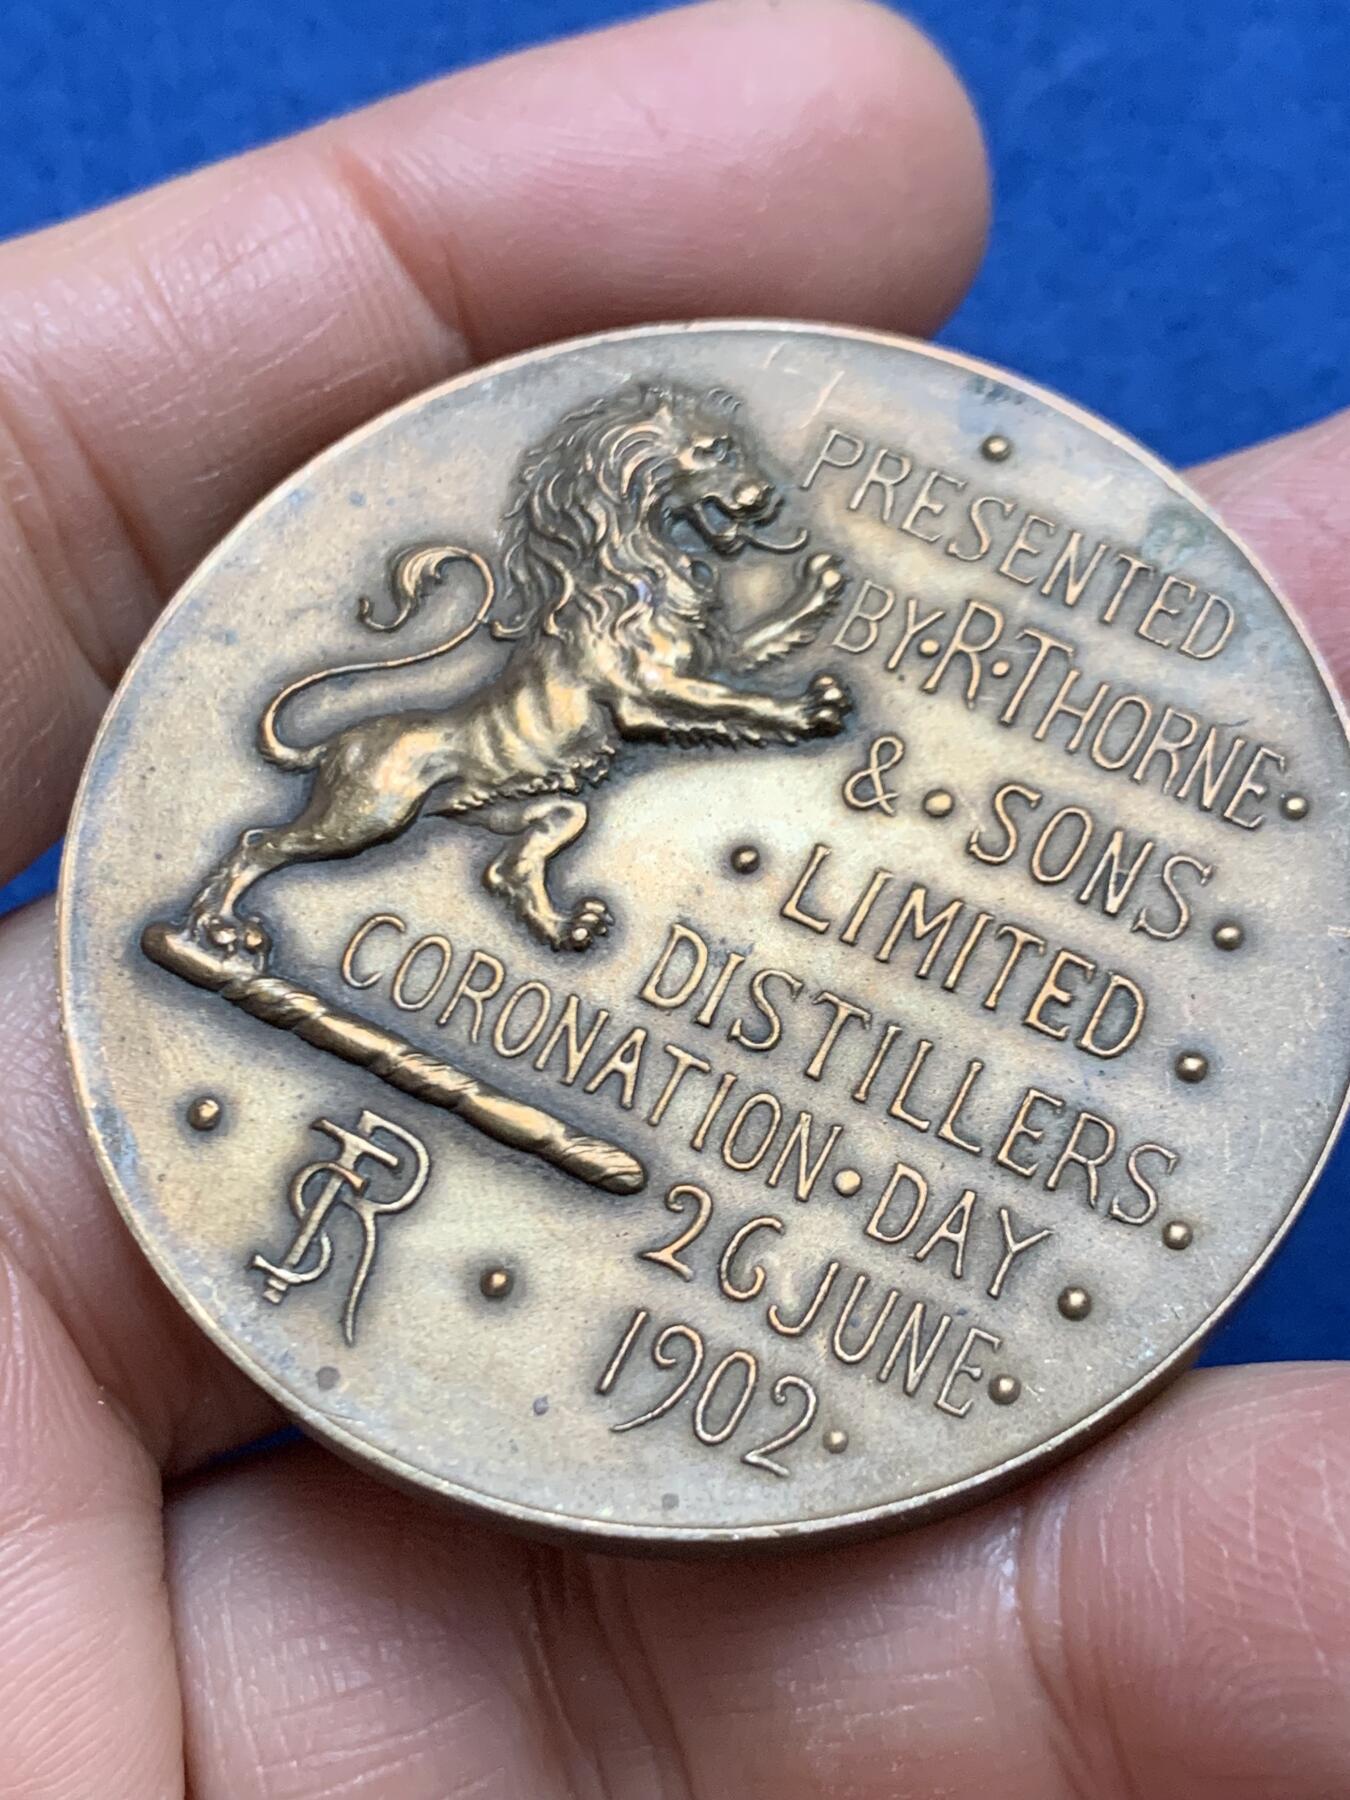 PRESENTED
BY·R·THORNE·
&·SONS·
·LIMITED·
DISTILLERS.
CORONATION·DAY·
26 JUNE·
1902·